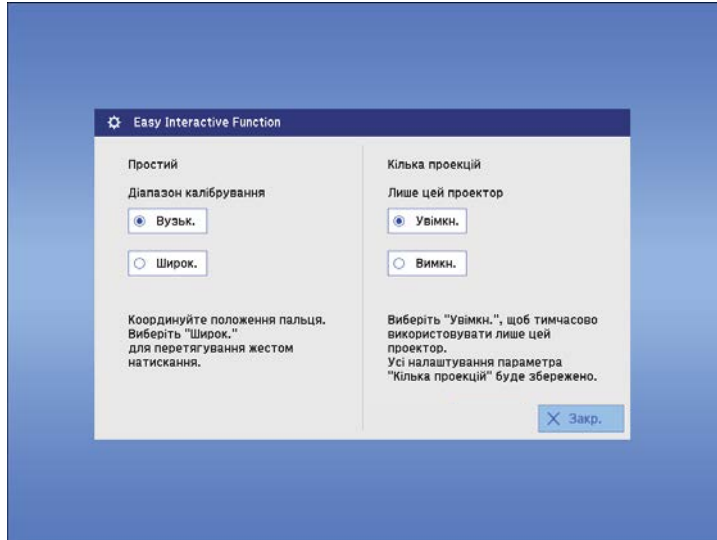 Easy Interactive Function
Простий
Діапазон калібрування
Вузьк.
Широк.
Координуйте положення пальця.
Виберіть "Широк."
для перетягування жестом
натискання.
Кілька проекцій
Лише цей проектор
Увімкн.
Вимкн.
Виберіть "Увімкн.", щоб тимчасово
використовувати лише цей
проектор.
Усі налаштування параметра
"Кілька проекцій" буде збережено.
Закр.